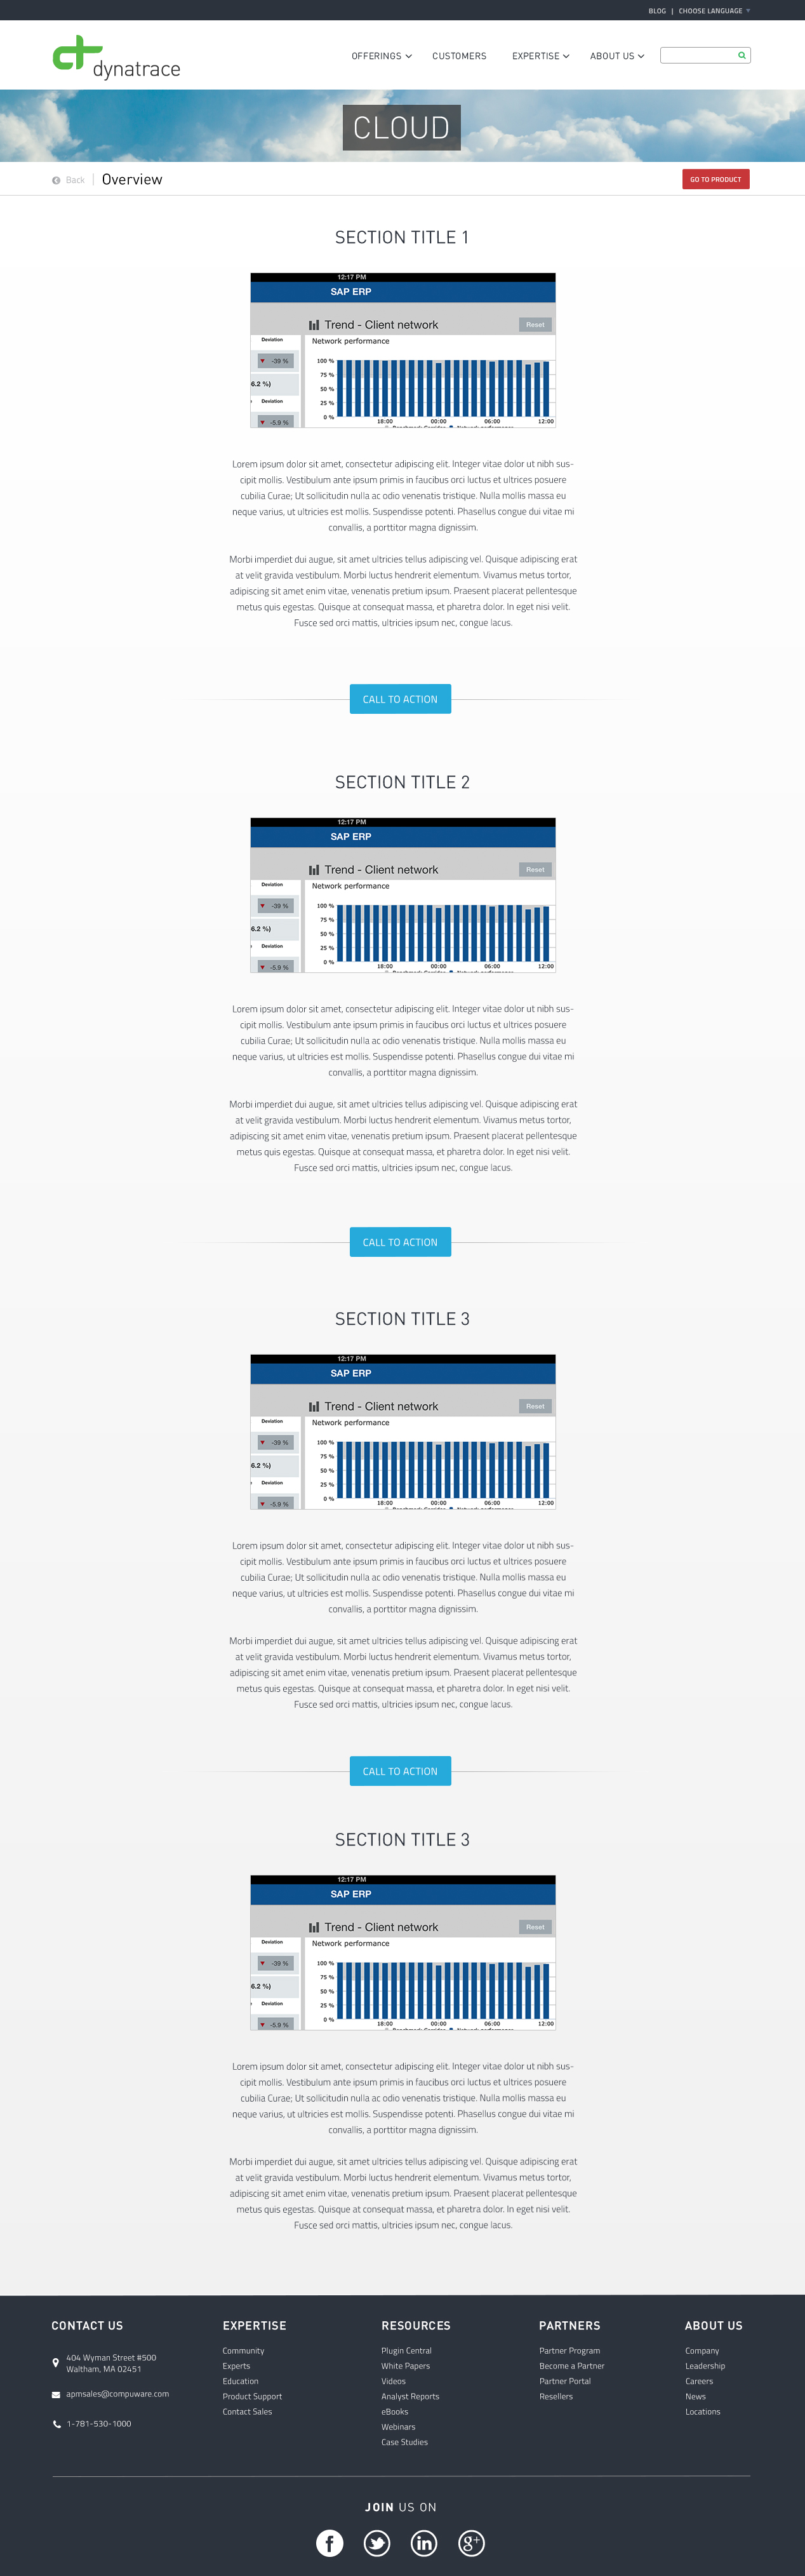 BLOG | CHOOSE LANGUAGE
dynatrace
OFFERINGS CUSTOMERS EXPERTISE ABOUT US
CLOUD
Back | Overview
GO TO PRODUCT
SECTION TITLE 1
12:17 PM
SAP ERP
Trend - Client network
Reset
Deviation
-39 %
6.2 %)
Deviation
-5.9 %
Network performance
100 %
75 %
50 %
25 %
0 %
18:00 00:00 06:00 12:00
Lorem ipsum dolor sit amet, consectetur adipiscing elit. Integer vitae dolor ut nibh sus-
cipit mollis. Vestibulum ante ipsum primis in faucibus orci luctus et ultrices posuere
cubilia Curae; Ut sollicitudin nulla ac odio venenatis tristique. Nulla mollis massa eu
neque varius, ut ultricies est mollis. Suspendisse potenti. Phasellus congue dui vitae mi
convallis, a porttitor magna dignissim.
Morbi imperdiet dui augue, sit amet ultricies tellus adipiscing vel. Quisque adipiscing erat
at velit gravida vestibulum. Morbi luctus hendrerit elementum. Vivamus metus tortor,
adipiscing sit amet enim vitae, venenatis pretium ipsum. Praesent placerat pellentesque
metus quis egestas. Quisque at consequat massa, et pharetra dolor. In eget nisi velit.
Fusce sed orci mattis, ultricies ipsum nec, congue lacus.
CALL TO ACTION
SECTION TITLE 2
12:17 PM
SAP ERP
Trend - Client network
Reset
Deviation
-39 %
6.2 %)
Deviation
-5.9 %
Network performance
100 %
75 %
50 %
25 %
0 %
18:00 00:00 06:00 12:00
Lorem ipsum dolor sit amet, consectetur adipiscing elit. Integer vitae dolor ut nibh sus-
cipit mollis. Vestibulum ante ipsum primis in faucibus orci luctus et ultrices posuere
cubilia Curae; Ut sollicitudin nulla ac odio venenatis tristique. Nulla mollis massa eu
neque varius, ut ultricies est mollis. Suspendisse potenti. Phasellus congue dui vitae mi
convallis, a porttitor magna dignissim.
Morbi imperdiet dui augue, sit amet ultricies tellus adipiscing vel. Quisque adipiscing erat
at velit gravida vestibulum. Morbi luctus hendrerit elementum. Vivamus metus tortor,
adipiscing sit amet enim vitae, venenatis pretium ipsum. Praesent placerat pellentesque
metus quis egestas. Quisque at consequat massa, et pharetra dolor. In eget nisi velit.
Fusce sed orci mattis, ultricies ipsum nec, congue lacus.
CALL TO ACTION
SECTION TITLE 3
12:17 PM
SAP ERP
Trend - Client network
Reset
Deviation
-39 %
6.2 %)
Deviation
-5.9 %
Network performance
100 %
75 %
50 %
25 %
0 %
18:00 00:00 06:00 12:00
Lorem ipsum dolor sit amet, consectetur adipiscing elit. Integer vitae dolor ut nibh sus-
cipit mollis. Vestibulum ante ipsum primis in faucibus orci luctus et ultrices posuere
cubilia Curae; Ut sollicitudin nulla ac odio venenatis tristique. Nulla mollis massa eu
neque varius, ut ultricies est mollis. Suspendisse potenti. Phasellus congue dui vitae mi
convallis, a porttitor magna dignissim.
Morbi imperdiet dui augue, sit amet ultricies tellus adipiscing vel. Quisque adipiscing erat
at velit gravida vestibulum. Morbi luctus hendrerit elementum. Vivamus metus tortor,
adipiscing sit amet enim vitae, venenatis pretium ipsum. Praesent placerat pellentesque
metus quis egestas. Quisque at consequat massa, et pharetra dolor. In eget nisi velit.
Fusce sed orci mattis, ultricies ipsum nec, congue lacus.
CALL TO ACTION
SECTION TITLE 3
12:17 PM
SAP ERP
Trend - Client network
Reset
Deviation
-39 %
6.2 %)
Deviation
-5.9 %
Network performance
100 %
75 %
50 %
25 %
0 %
18:00 00:00 06:00 12:00
Lorem ipsum dolor sit amet, consectetur adipiscing elit. Integer vitae dolor ut nibh sus-
cipit mollis. Vestibulum ante ipsum primis in faucibus orci luctus et ultrices posuere
cubilia Curae; Ut sollicitudin nulla ac odio venenatis tristique. Nulla mollis massa eu
neque varius, ut ultricies est mollis. Suspendisse potenti. Phasellus congue dui vitae mi
convallis, a porttitor magna dignissim.
Morbi imperdiet dui augue, sit amet ultricies tellus adipiscing vel. Quisque adipiscing erat
at velit gravida vestibulum. Morbi luctus hendrerit elementum. Vivamus metus tortor,
adipiscing sit amet enim vitae, venenatis pretium ipsum. Praesent placerat pellentesque
metus quis egestas. Quisque at consequat massa, et pharetra dolor. In eget nisi velit.
Fusce sed orci mattis, ultricies ipsum nec, congue lacus.
CONTACT US
404 Wyman Street #500
Waltham, MA 02451
apmsales@compuware.com
1-781-530-1000
EXPERTISE
Community
Experts
Education
Product Support
Contact Sales
RESOURCES
Plugin Central
White Papers
Videos
Analyst Reports
eBooks
Webinars
Case Studies
PARTNERS
Partner Program
Become a Partner
Partner Portal
Resellers
ABOUT US
Company
Leadership
Careers
News
Locations
JOIN US ON
f in g+